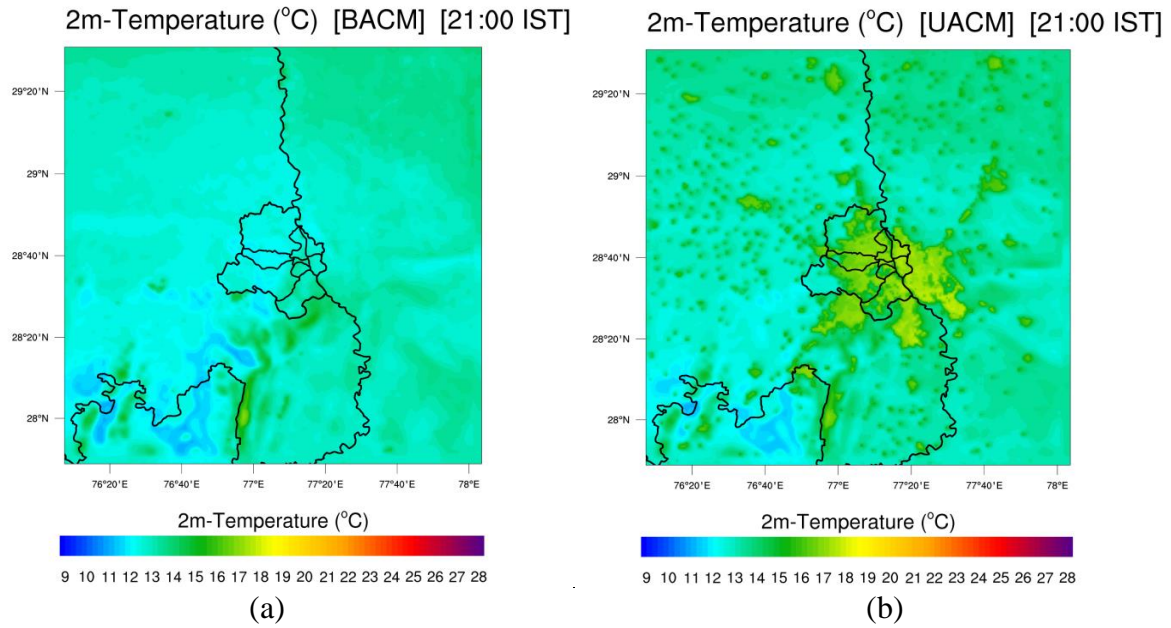 2m-Temperature (°C) [BACM] [21:00 IST]
29°20'N
29°N
28°40'N
28°20'N
28°N
76°20'E 76°40'E 77°E 77°20'E 77°40'E 78°E
2m-Temperature (°C)
9 10 11 12 13 14 15 16 17 18 19 20 21 22 23 24 25 26 27 28
(a)
2m-Temperature (°C) [UACM] [21:00 IST]
29°20'N
29°N
28°40'N
28°20'N
28°N
76°20'E 76°40'E 77°E 77°20'E 77°40'E 78°E
2m-Temperature (°C)
9 10 11 12 13 14 15 16 17 18 19 20 21 22 23 24 25 26 27 28
(b)